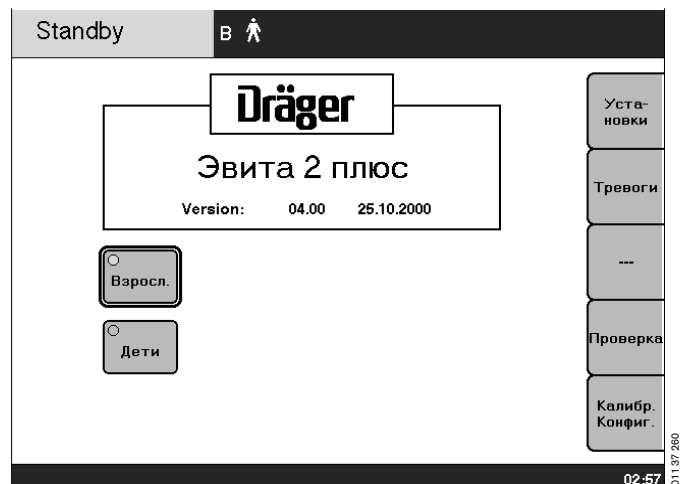 Standby
В
Dräger
Эвита 2 плюс
Version: 04.00 25.10.2000
Взросл.
Дети
Уста-
новки
Тревоги
---
Проверка
Калибр.
Конфиг.
02:57
011 37 260